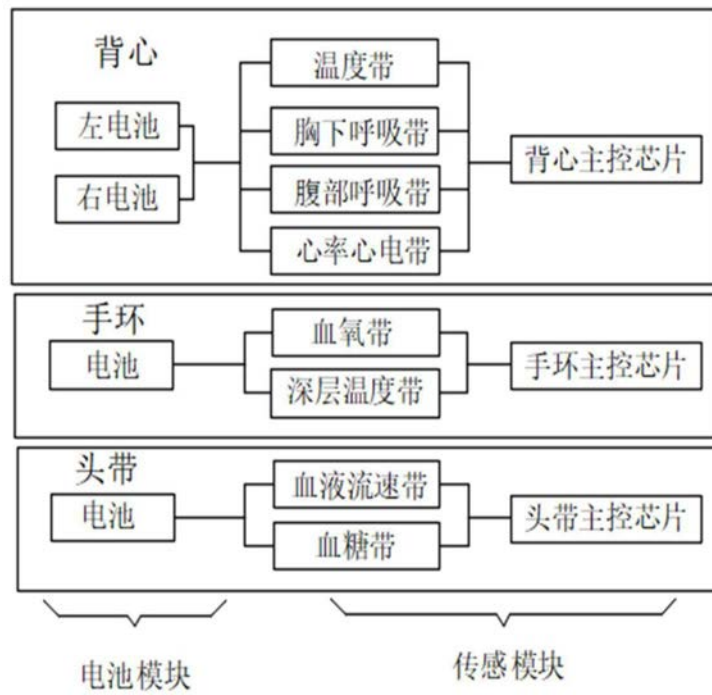 背心
左电池
右电池
温度带
胸下呼吸带
腹部呼吸带
心率心电带
背心主控芯片
手环
电池
血氧带
深层温度带
手环主控芯片
头带
电池
血液流速带
血糖带
头带主控芯片
电池模块
传感模块